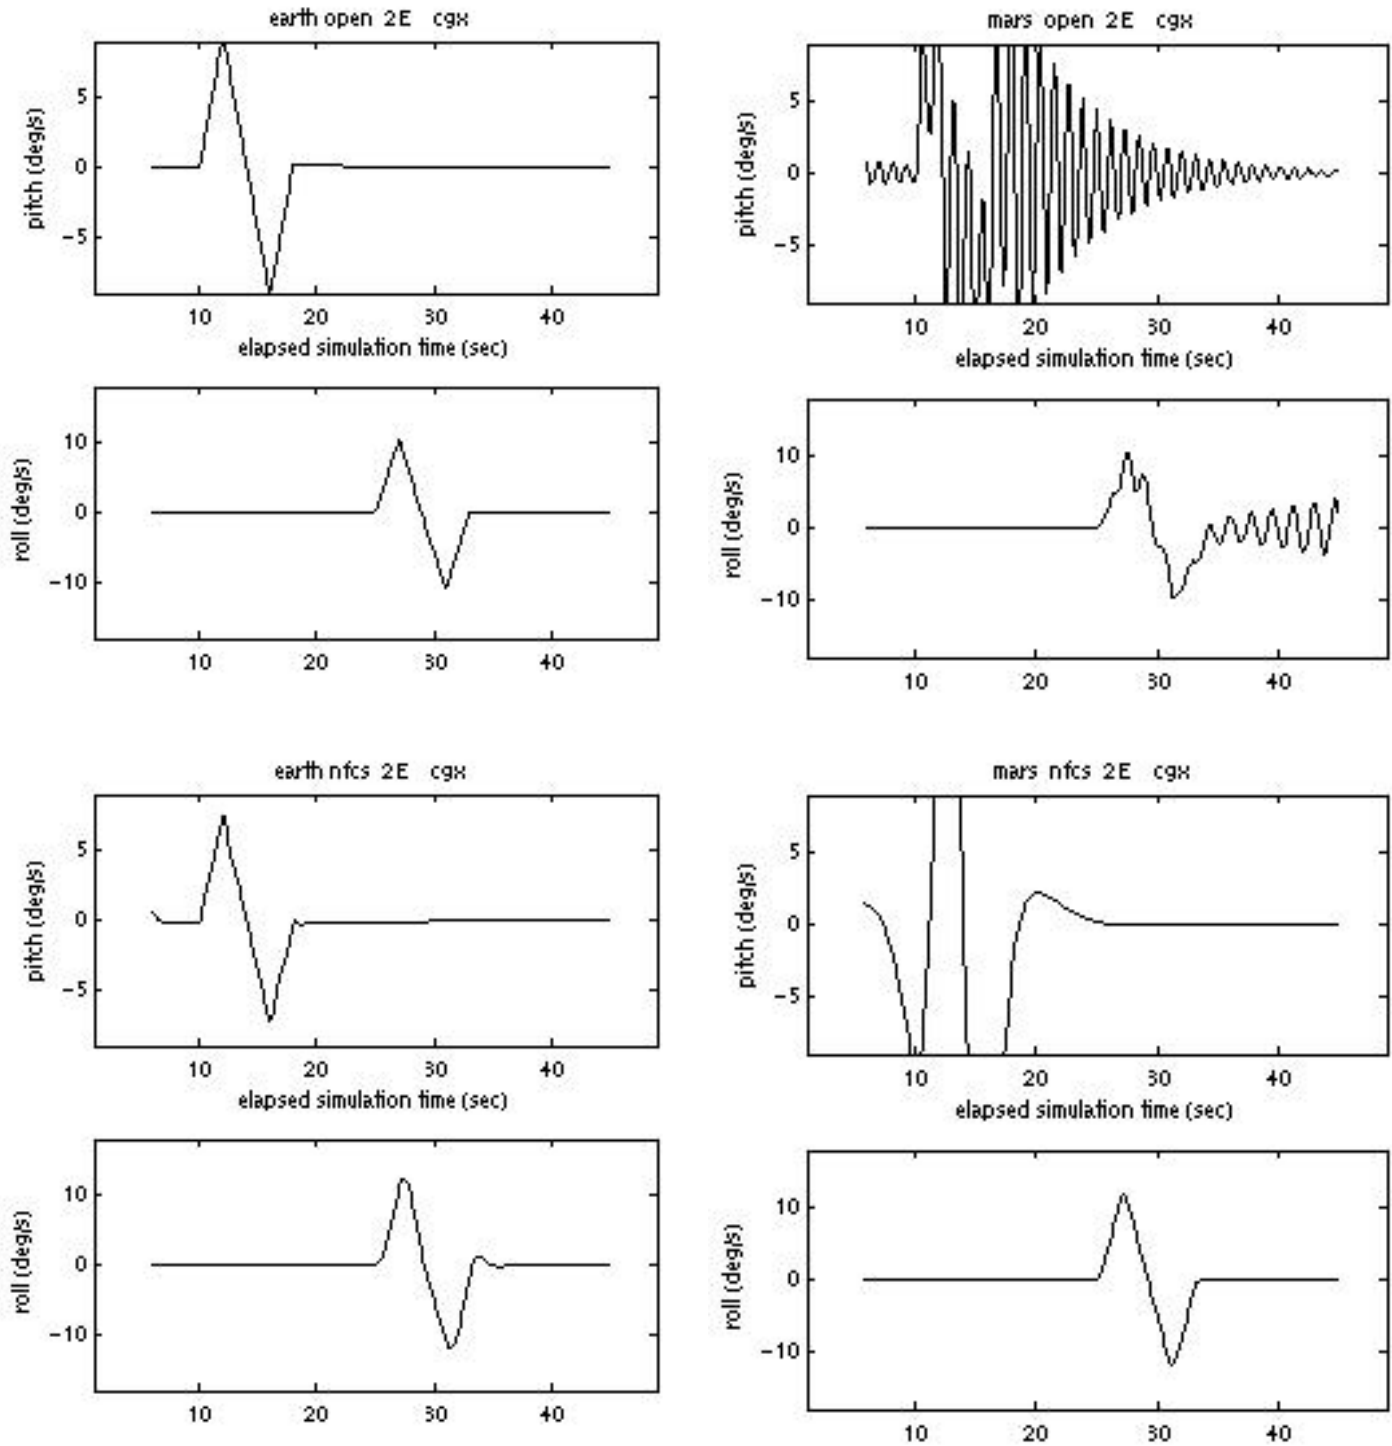 earth open 2E cgx
5
0
−5
pitch (deg/s)
10 20 30 40
elapsed simulation time (sec)
10
0
−10
roll (deg/s)
10 20 30 40
mars open 2E cgx
5
0
−5
pitch (deg/s)
10 20 30 40
elapsed simulation time (sec)
10
0
−10
roll (deg/s)
10 20 30 40
earth nfcs 2E cgx
5
0
−5
pitch (deg/s)
10 20 30 40
elapsed simulation time (sec)
10
0
−10
roll (deg/s)
10 20 30 40
mars nfcs 2E cgx
5
0
−5
pitch (deg/s)
10 20 30 40
elapsed simulation time (sec)
10
0
−10
roll (deg/s)
10 20 30 40